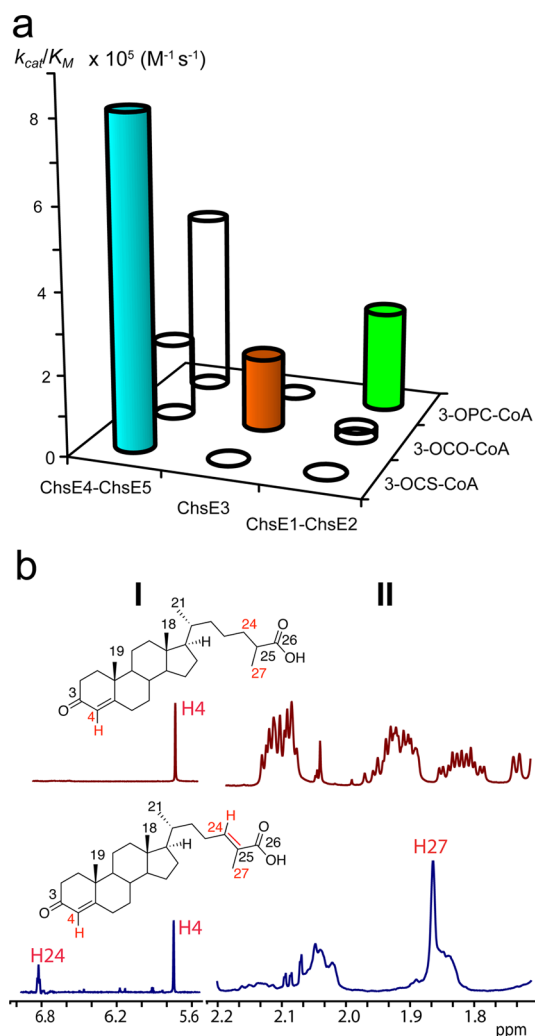 a
kcat/KM x 10⁵ (M⁻¹ s⁻¹)
8
6
4
2
0
ChsE4-ChsE5
ChsE3
ChsE1-ChsE2
3-OPC-CoA
3-OCO-CoA
3-OCS-CoA
b
I II
21
18
19
24
O
26
25
OH
27
H
3
O
4
H
H4
21
18
19
24
H
O
26
25
OH
27
H
3
O
4
H
H24
H4
H27
6.8 6.2 5.6 2.2 2.1 2.0 1.9 1.8
ppm